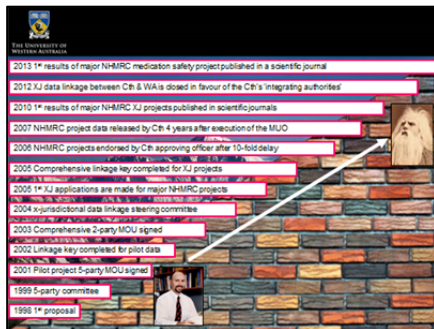 THE UNIVERSITY OF
WESTERN AUSTRALIA
2013 1st results of major NHMRC medication safety project published in a scientific journal
2012 XJ data linkage between Cth & WA is closed in favour of the Cth's 'integrating authorities'
2010 1st results of major NHMRC XJ projects published in scientific journals
2007 NHMRC project data released by Cth 4 years after execution of the MUO
2006 NHMRC projects endorsed by Cth approving officer after 10-fold delay
2005 Comprehensive linkage key completed for XJ projects
2005 1st XJ applications are made for major NHMRC projects
2004 x-jurisdictional data linkage steering committee
2003 Comprehensive 2-party MOU signed
2002 Linkage key completed for pilot data
2001 Pilot project 5-party MOU signed
1999 5-party committee
1998 1st proposal